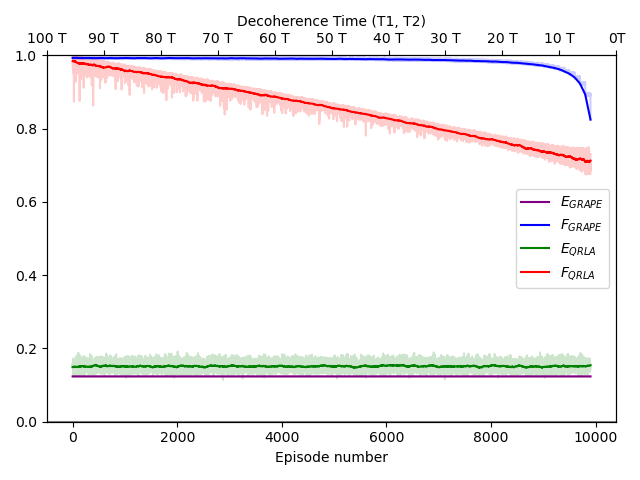 Decoherence Time (T1, T2)
100 T 90 T 80 T 70 T 60 T 50 T 40 T 30 T 20 T 10 T 0T
1.0
0.8
0.6
0.4
0.2
0.0
E_GRAPE
F_GRAPE
E_QRLA
F_QRLA
0 2000 4000 6000 8000 10000
Episode number